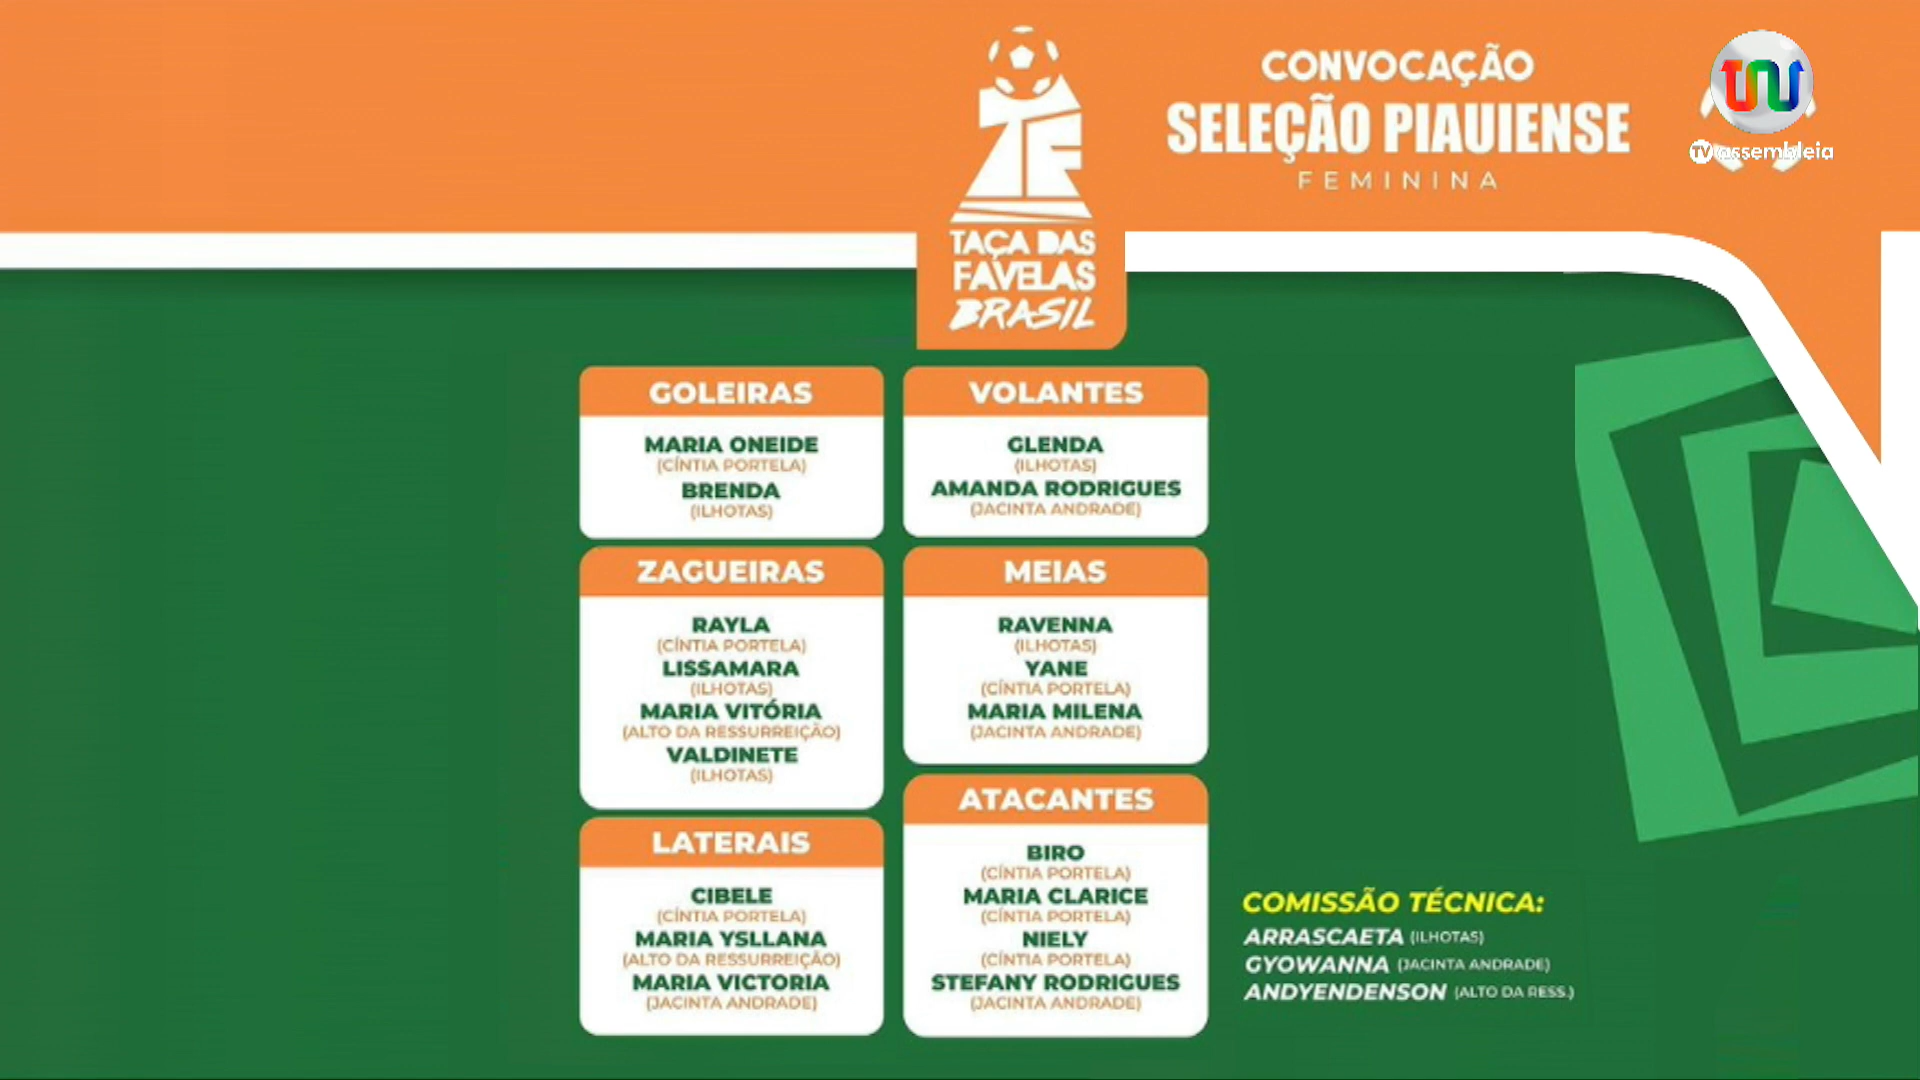 CONVOCAÇÃO
SELEÇÃO PIAUIENSE
FEMININA
TV assembleia
TAÇA DAS
FAVELAS
BRASIL
GOLEIRAS
MARIA ONEIDE
(CÍNTIA PORTELA)
BRENDA
(ILHOTAS)
ZAGUEIRAS
RAYLA
(CÍNTIA PORTELA)
LISSAMARA
(ILHOTAS)
MARIA VITÓRIA
(ALTO DA RESSURREIÇÃO)
VALDINETE
(ILHOTAS)
LATERAIS
CIBELE
(CÍNTIA PORTELA)
MARIA YSLLANA
(ALTO DA RESSURREIÇÃO)
MARIA VICTORIA
(JACINTA ANDRADE)
VOLANTES
GLENDA
(ILHOTAS)
AMANDA RODRIGUES
(JACINTA ANDRADE)
MEIAS
RAVENNA
(ILHOTAS)
YANE
(CÍNTIA PORTELA)
MARIA MILENA
(JACINTA ANDRADE)
ATACANTES
BIRO
(CÍNTIA PORTELA)
MARIA CLARICE
(CÍNTIA PORTELA)
NIELY
(CÍNTIA PORTELA)
STEFANY RODRIGUES
(JACINTA ANDRADE)
COMISSÃO TÉCNICA:
ARRASCAETA (ILHOTAS)
GYOWANNA (JACINTA ANDRADE)
ANDYENDENSON (ALTO DA RESS.)